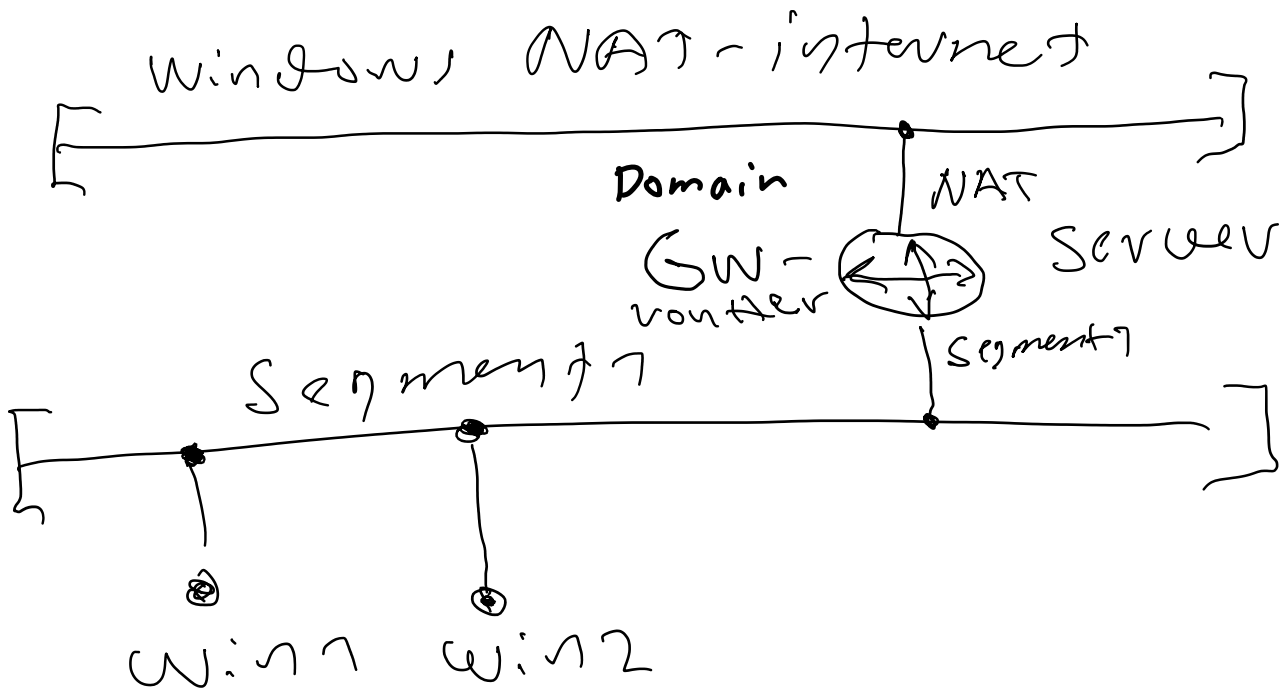 Windows NAT-internet
Domain
NAT
GW-
Server
routter
Segment1
Segment1
Win1
Win2